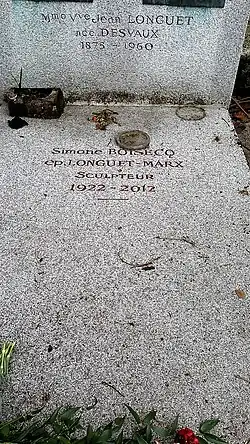 Mme Vve Jean LONGUET
née DESVAUX
1875 - 1960
Simone BOISECQ
ép. LONGUET-MARX
SCULPTEUR
1922 - 2012